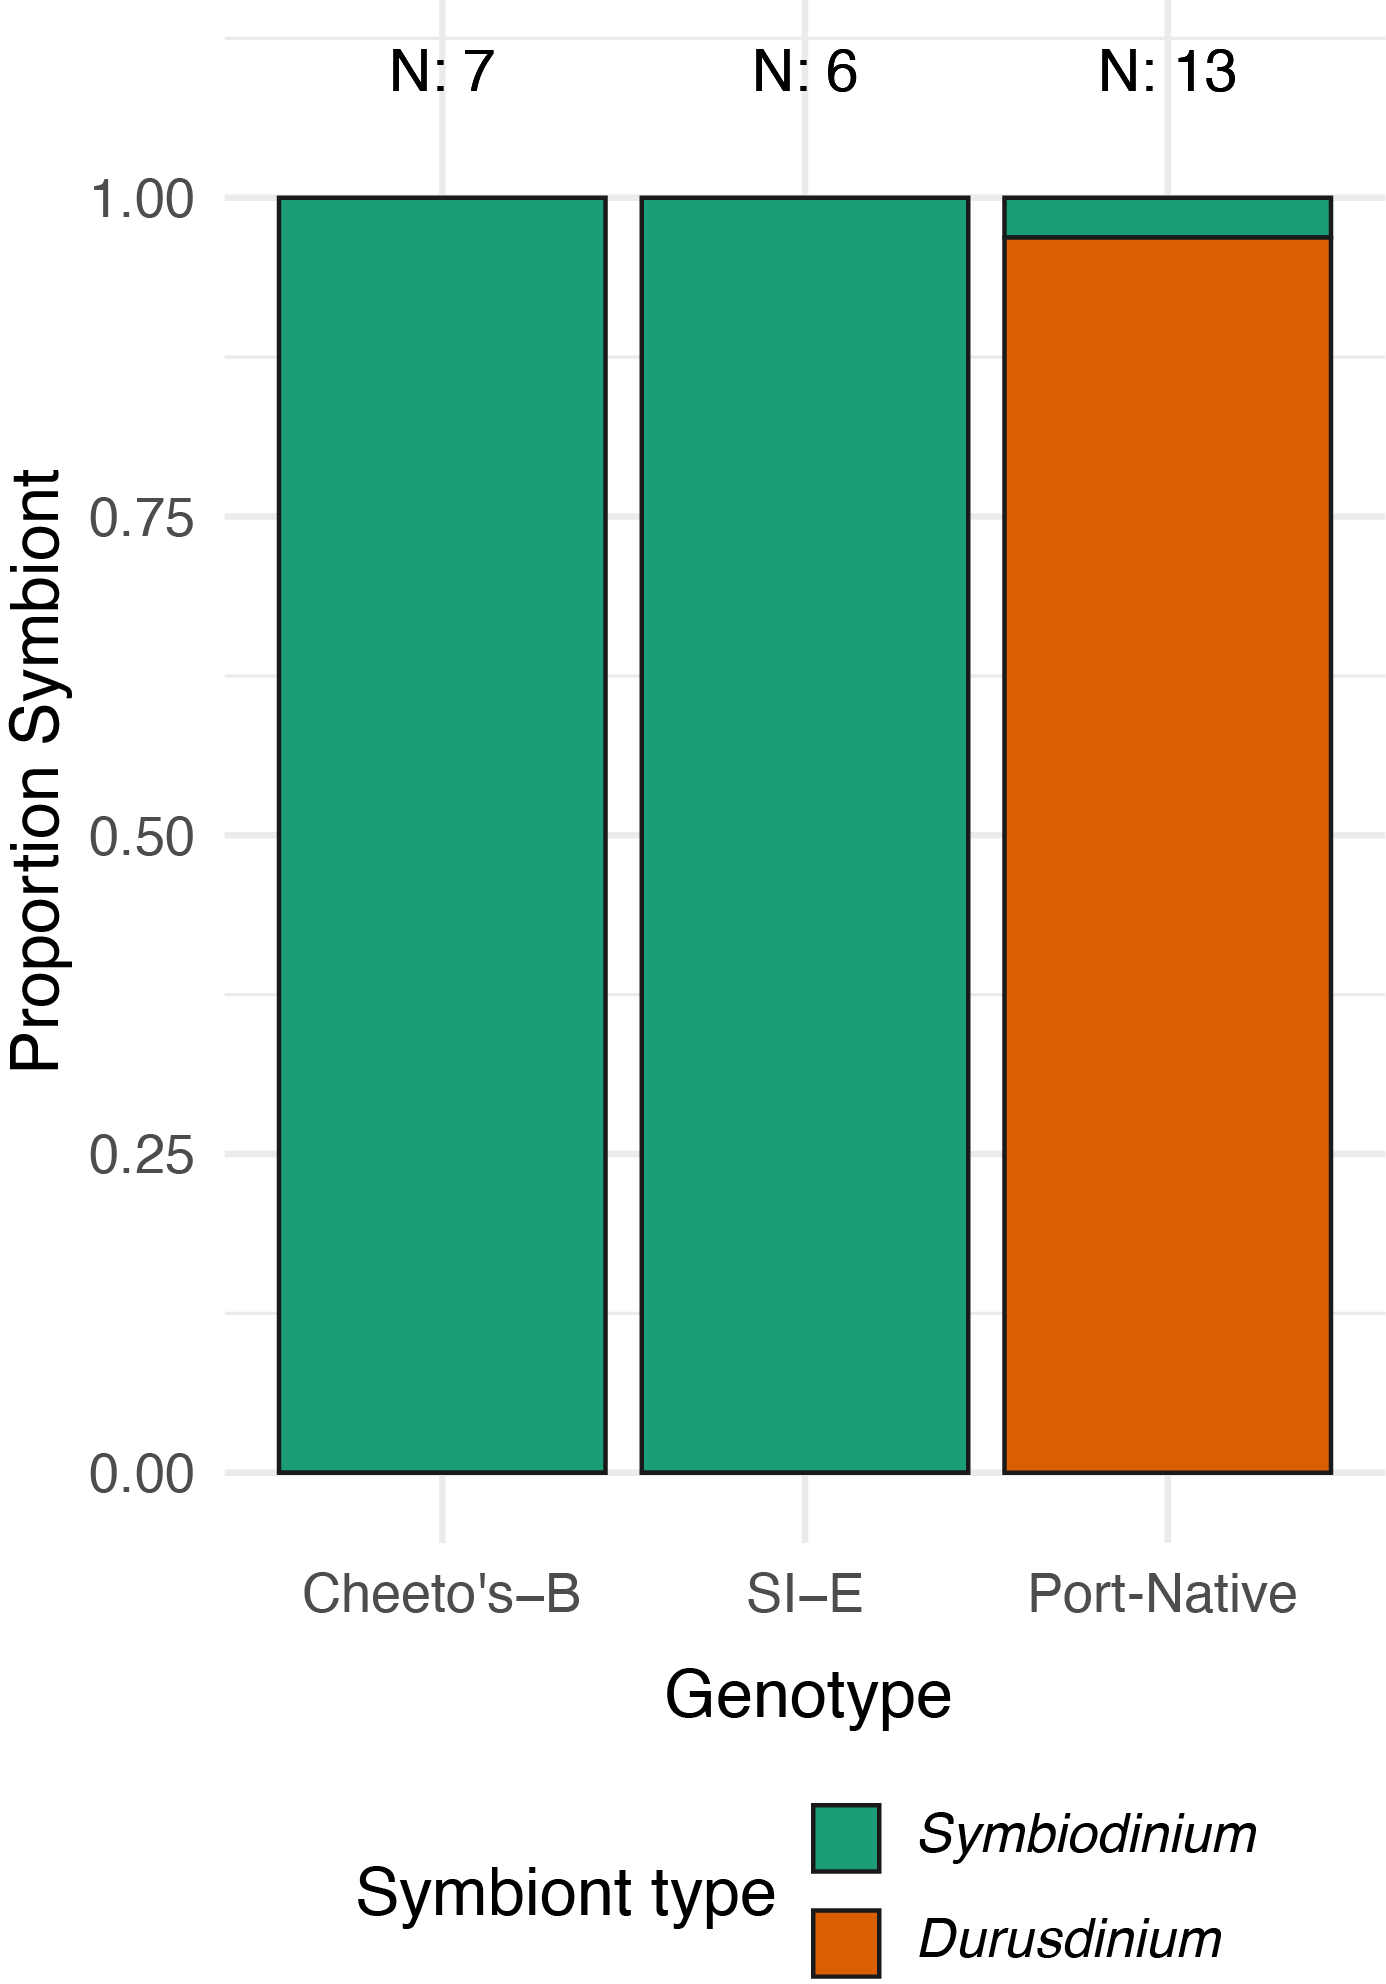 N: 7 N: 6 N: 13
1.00
0.75
0.50
0.25
0.00
Proportion Symbiont
Cheeto's–B SI–E Port-Native
Genotype
Symbiont type
Symbiodinium
Durusdinium